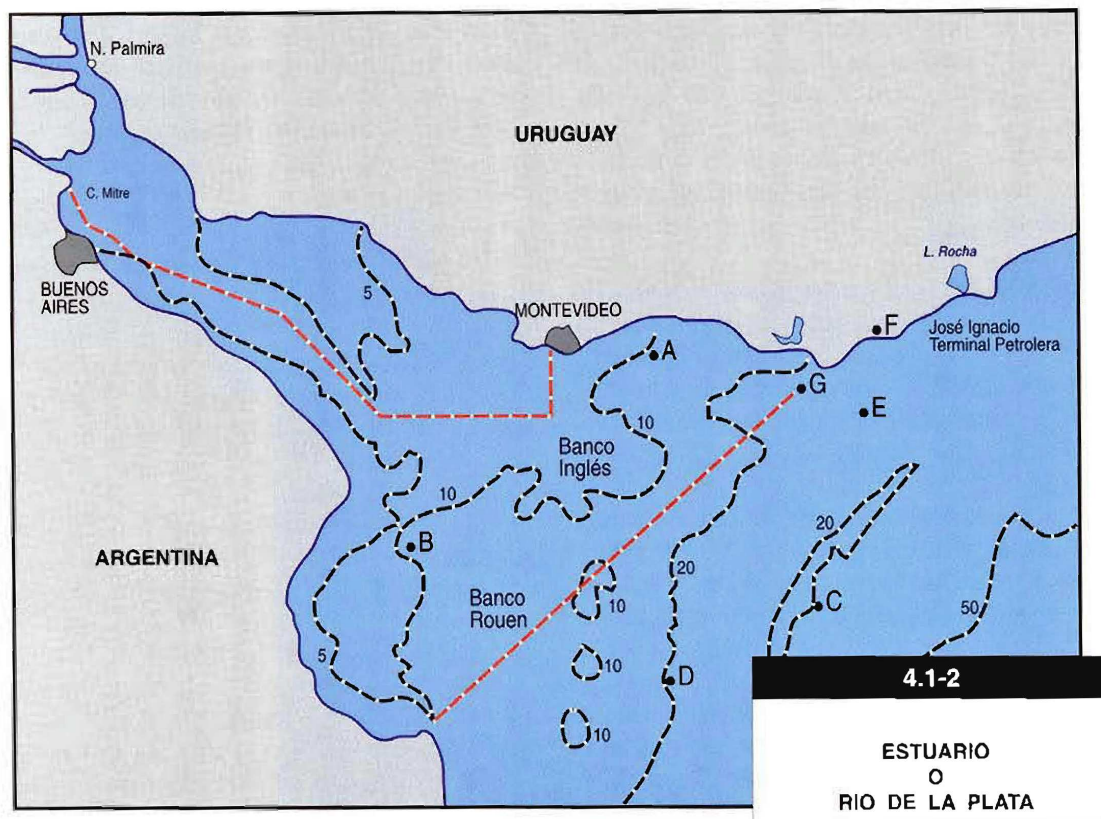 N. Palmira
URUGUAY
C. Mitre
L. Rocha
BUENOS
AIRES
5
MONTEVIDEO
F
José Ignacio
Terminal Petrolera
A
G
E
10
Banco
Inglés
10
20
B
ARGENTINA
20
Banco
Rouen
10
C
50
5
10
D
10
4.1-2
ESTUARIO
O
RIO DE LA PLATA